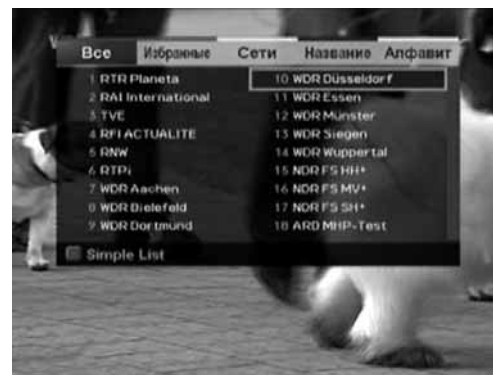 Все Избранные Сети Название Алфавит
1 RTR Planeta
2 RAI International
3 TVE
4 RFI ACTUALITE
5 RNW
6 RTPi
7 WDR Aachen
8 WDR Bielefeld
9 WDR Dortmund
10 WDR Düsseldorf
11 WDR Essen
12 WDR Münster
13 WDR Siegen
14 WDR Wuppertal
15 NDR FS HH*
16 NDR FS MV*
17 NDR FS SH*
18 ARD MHP-Test
Simple List